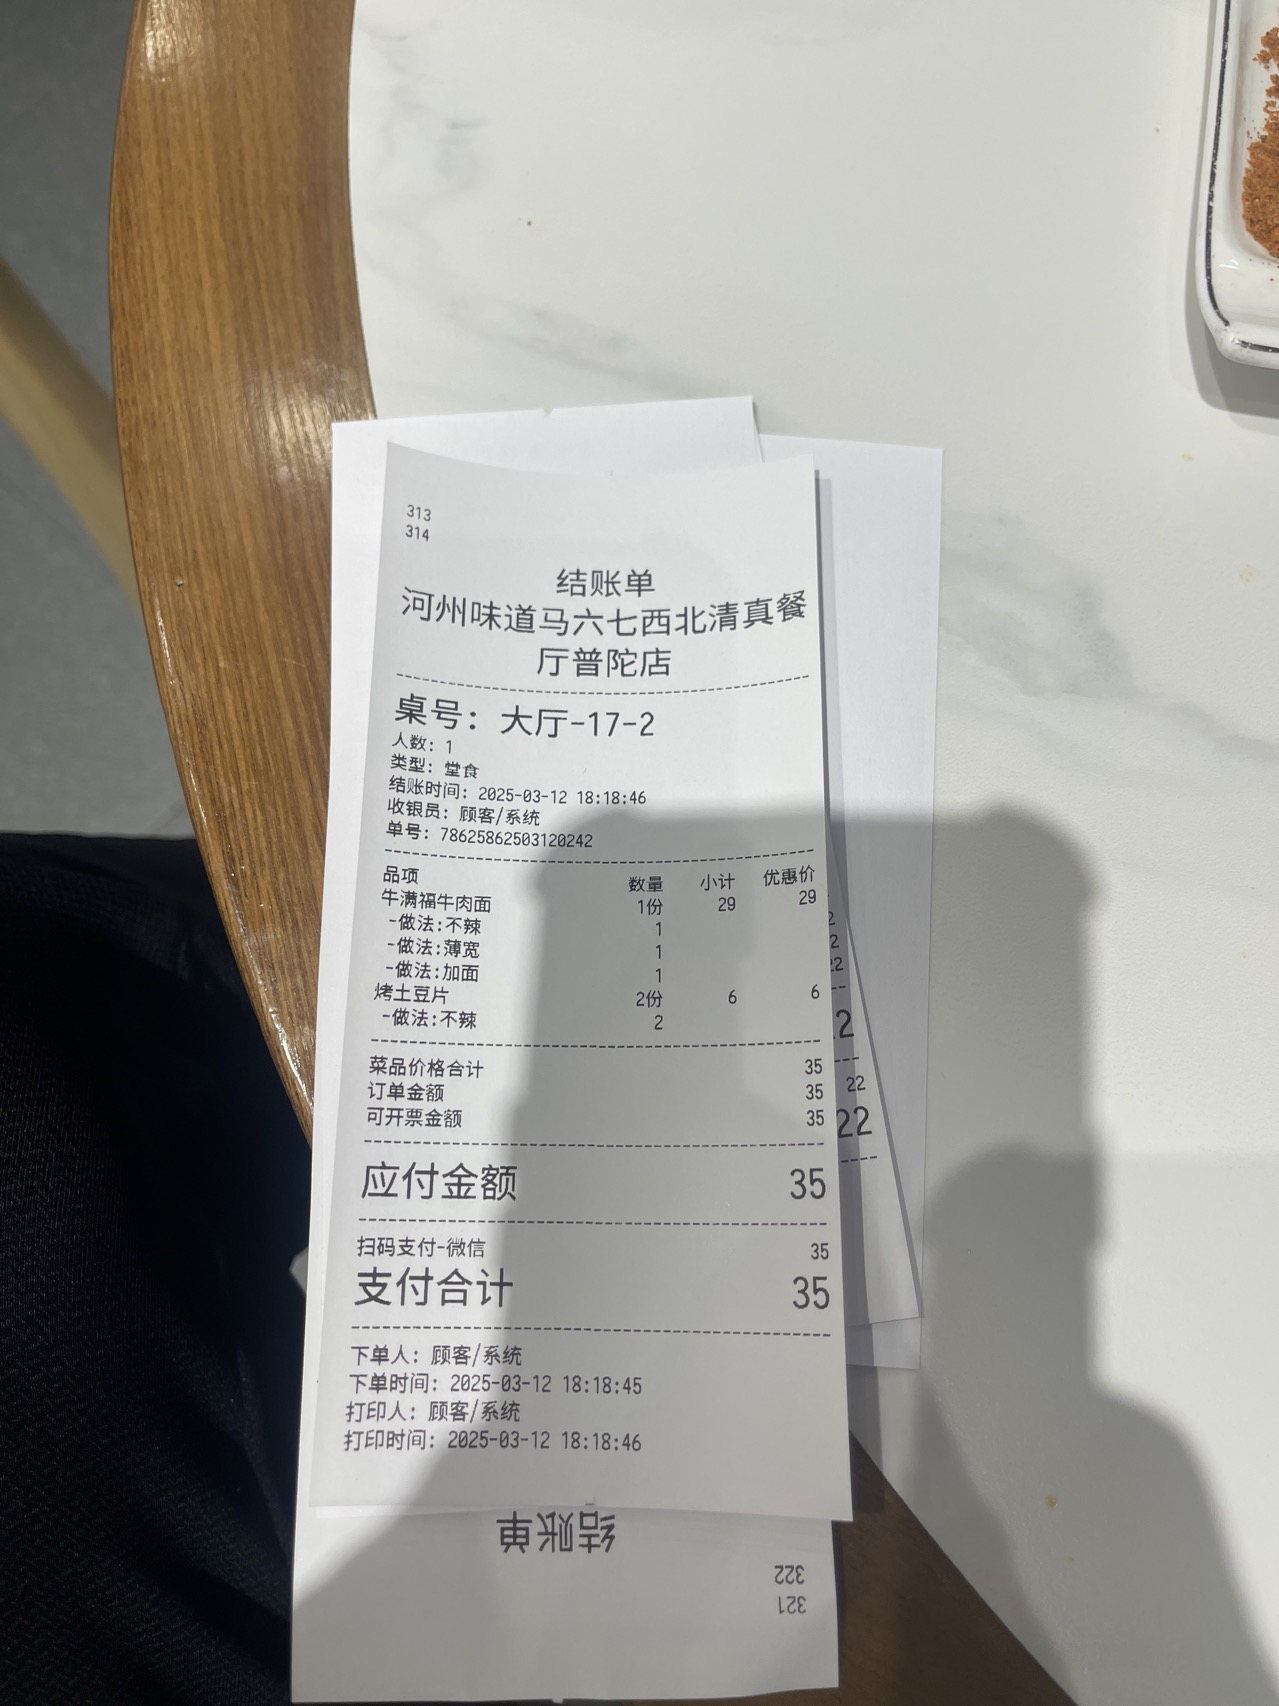 313
314
结账单
河州味道马六七西北清真餐
厅普陀店
桌号: 大厅-17-2
人数: 1
类型: 堂食
结账时间: 2025-03-12 18:18:46
收银员: 顾客/系统
单号: 78625862503120242
品项 数量 小计 优惠价
牛满福牛肉面 1份 29 29
-做法:不辣 1
-做法:薄宽 1
-做法:加面 1
烤土豆片 2份 6 6
-做法:不辣 2
菜品价格合计 35
订单金额 35
可开票金额 35
应付金额 35
扫码支付-微信 35
支付合计 35
下单人: 顾客/系统
下单时间: 2025-03-12 18:18:45
打印人: 顾客/系统
打印时间: 2025-03-12 18:18:46
2
2
22
2
22
22
结账单
322
321